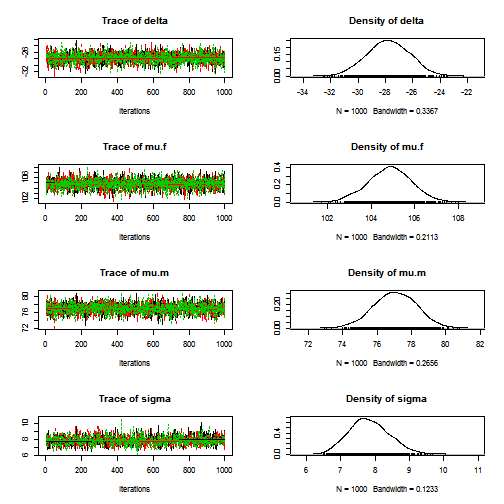 Trace of delta
-32 -26
0 200 400 600 800 1000
Iterations
Density of delta
0.00 0.15
-34 -32 -30 -28 -26 -24 -22
N = 1000 Bandwidth = 0.3367
Trace of mu.f
102 106
0 200 400 600 800 1000
Iterations
Density of mu.f
0.0 0.2 0.4
102 104 106 108
N = 1000 Bandwidth = 0.2113
Trace of mu.m
72 76 80
0 200 400 600 800 1000
Iterations
Density of mu.m
0.00 0.20
72 74 76 78 80 82
N = 1000 Bandwidth = 0.2656
Trace of sigma
6 8 10
0 200 400 600 800 1000
Iterations
Density of sigma
0.0 0.4
6 7 8 9 10 11
N = 1000 Bandwidth = 0.1233